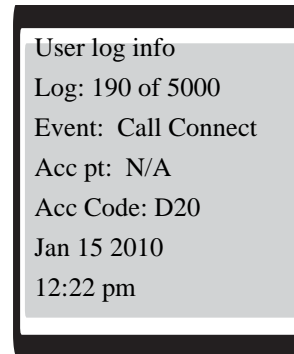 User log info
Log: 190 of 5000
Event: Call Connect
Acc pt: N/A
Acc Code: D20
Jan 15 2010
12:22 pm